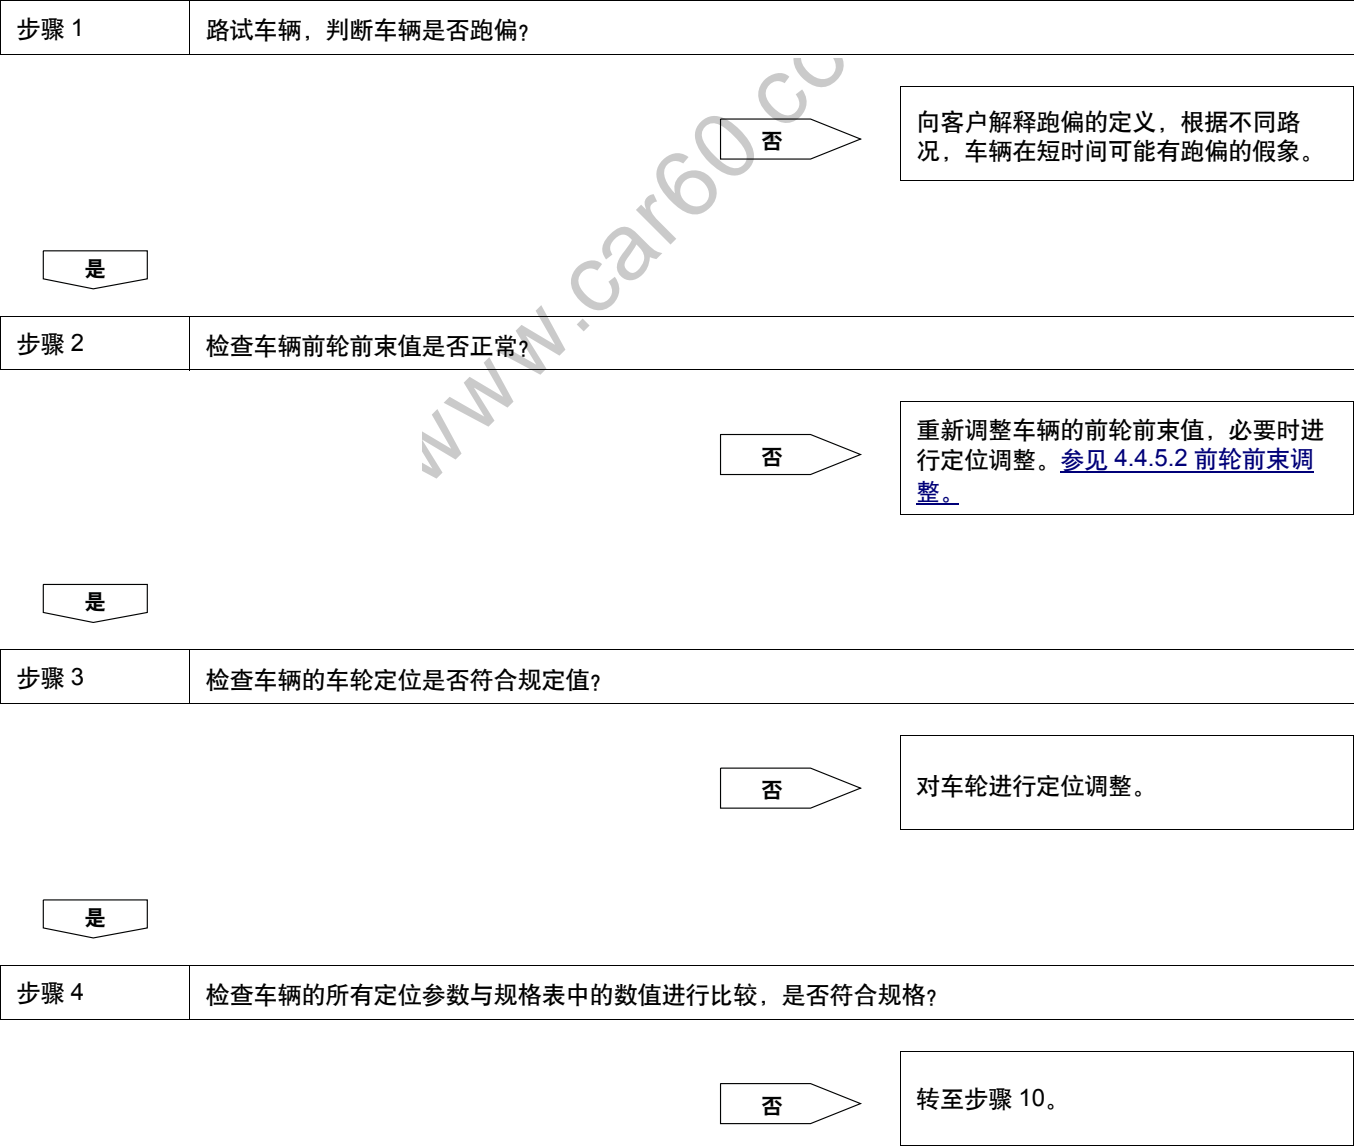 步骤 1
路试车辆，判断车辆是否跑偏？
否
向客户解释跑偏的定义，根据不同路
况，车辆在短时间可能有跑偏的假象。
是
步骤 2
检查车辆前轮前束值是否正常？
否
重新调整车辆的前轮前束值，必要时进
行定位调整。参见 4.4.5.2 前轮前束调
整。
是
步骤 3
检查车辆的车轮定位是否符合规定值？
否
对车轮进行定位调整。
是
步骤 4
检查车辆的所有定位参数与规格表中的数值进行比较，是否符合规格？
否
转至步骤 10。
www.car60.co